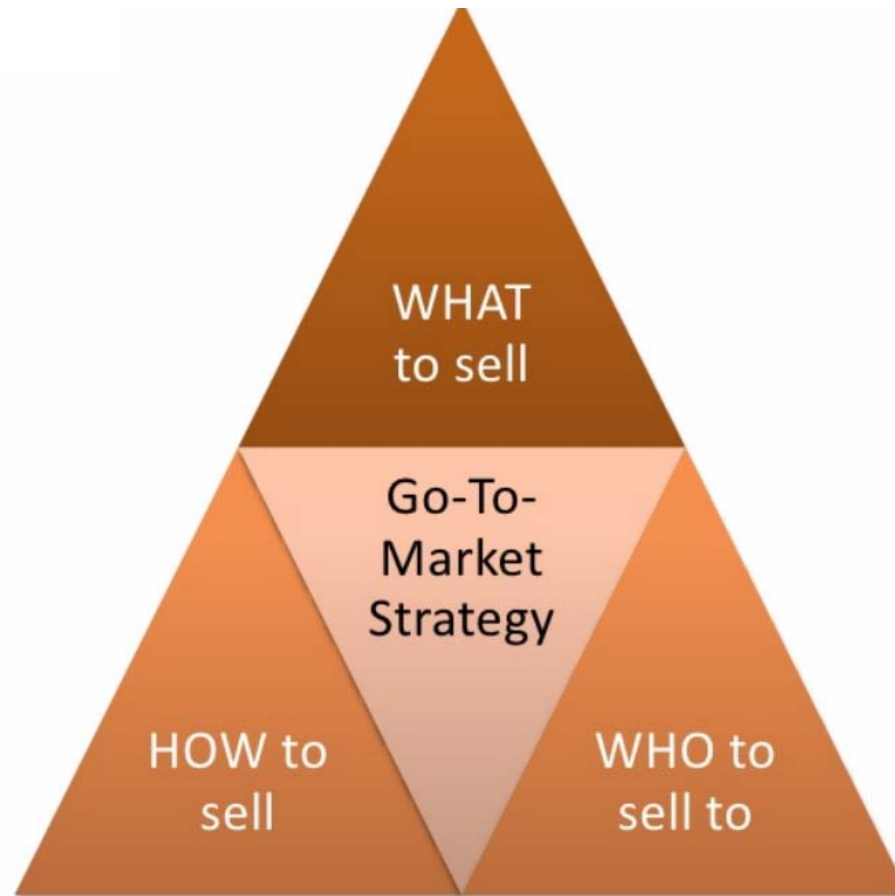 WHAT
to sell
Go-To-
Market
Strategy
HOW to
sell
WHO to
sell to